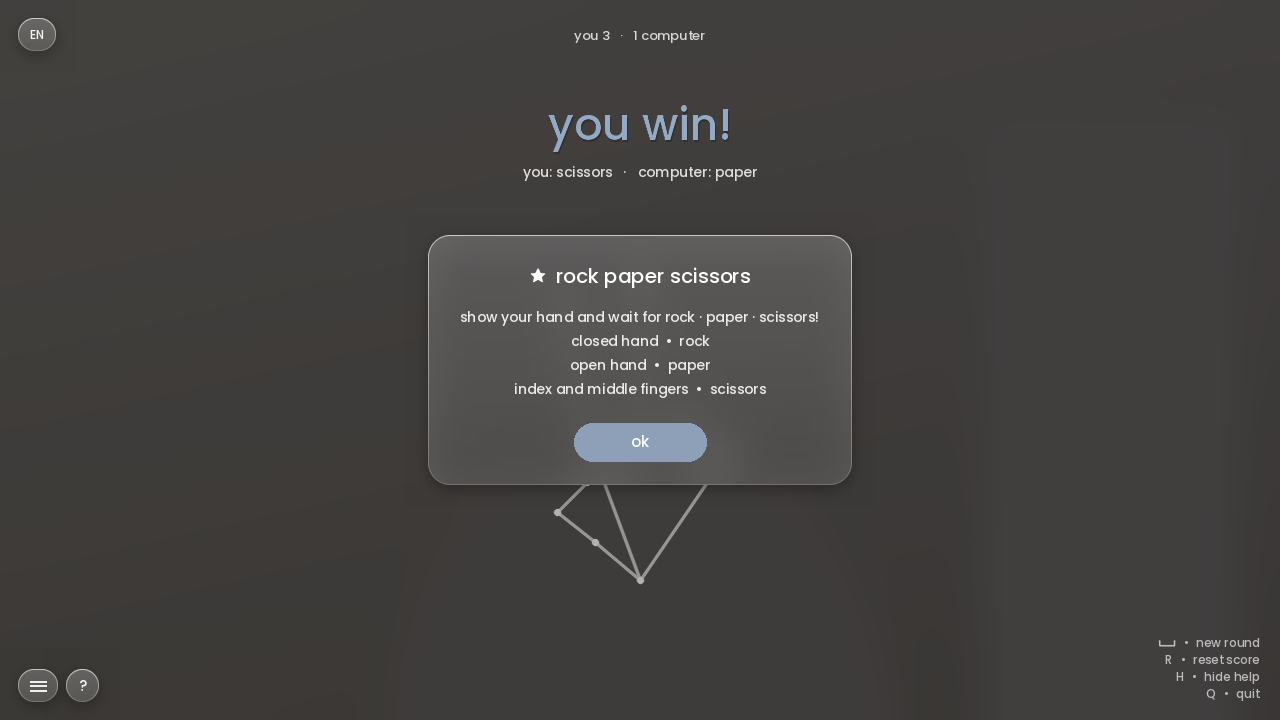 EN
you 3 · 1 computer
you win!
you: scissors · computer: paper
rock paper scissors
show your hand and wait for rock · paper · scissors!
closed hand • rock
open hand • paper
index and middle fingers • scissors
ok
• new round
R • reset score
H • hide help
Q • quit
?